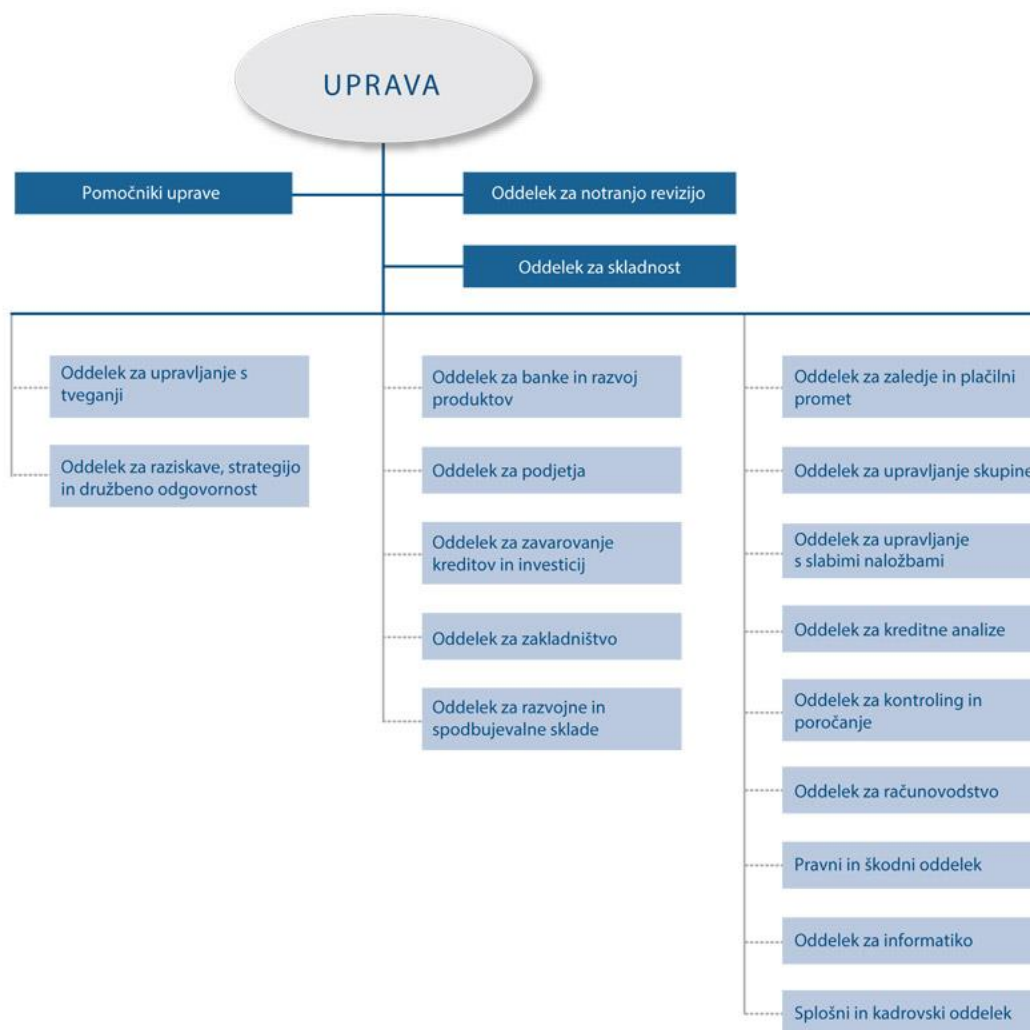 UPRAVA
Pomočniki uprave
Oddelek za notranjo revizijo
Oddelek za skladnost
Oddelek za upravljanje s
tveganji
Oddelek za raziskave, strategijo
in družbeno odgovornost
Oddelek za banke in razvoj
produktov
Oddelek za podjetja
Oddelek za zavarovanje
kreditov in investicij
Oddelek za zakladništvo
Oddelek za razvojne in
spodbujevalne sklade
Oddelek za zaledje in plačilni
promet
Oddelek za upravljanje skupine
Oddelek za upravljanje
s slabimi naložbami
Oddelek za kreditne analize
Oddelek za kontroling in
poročanje
Oddelek za računovodstvo
Pravni in škodni oddelek
Oddelek za informatiko
Splošni in kadrovski oddelek